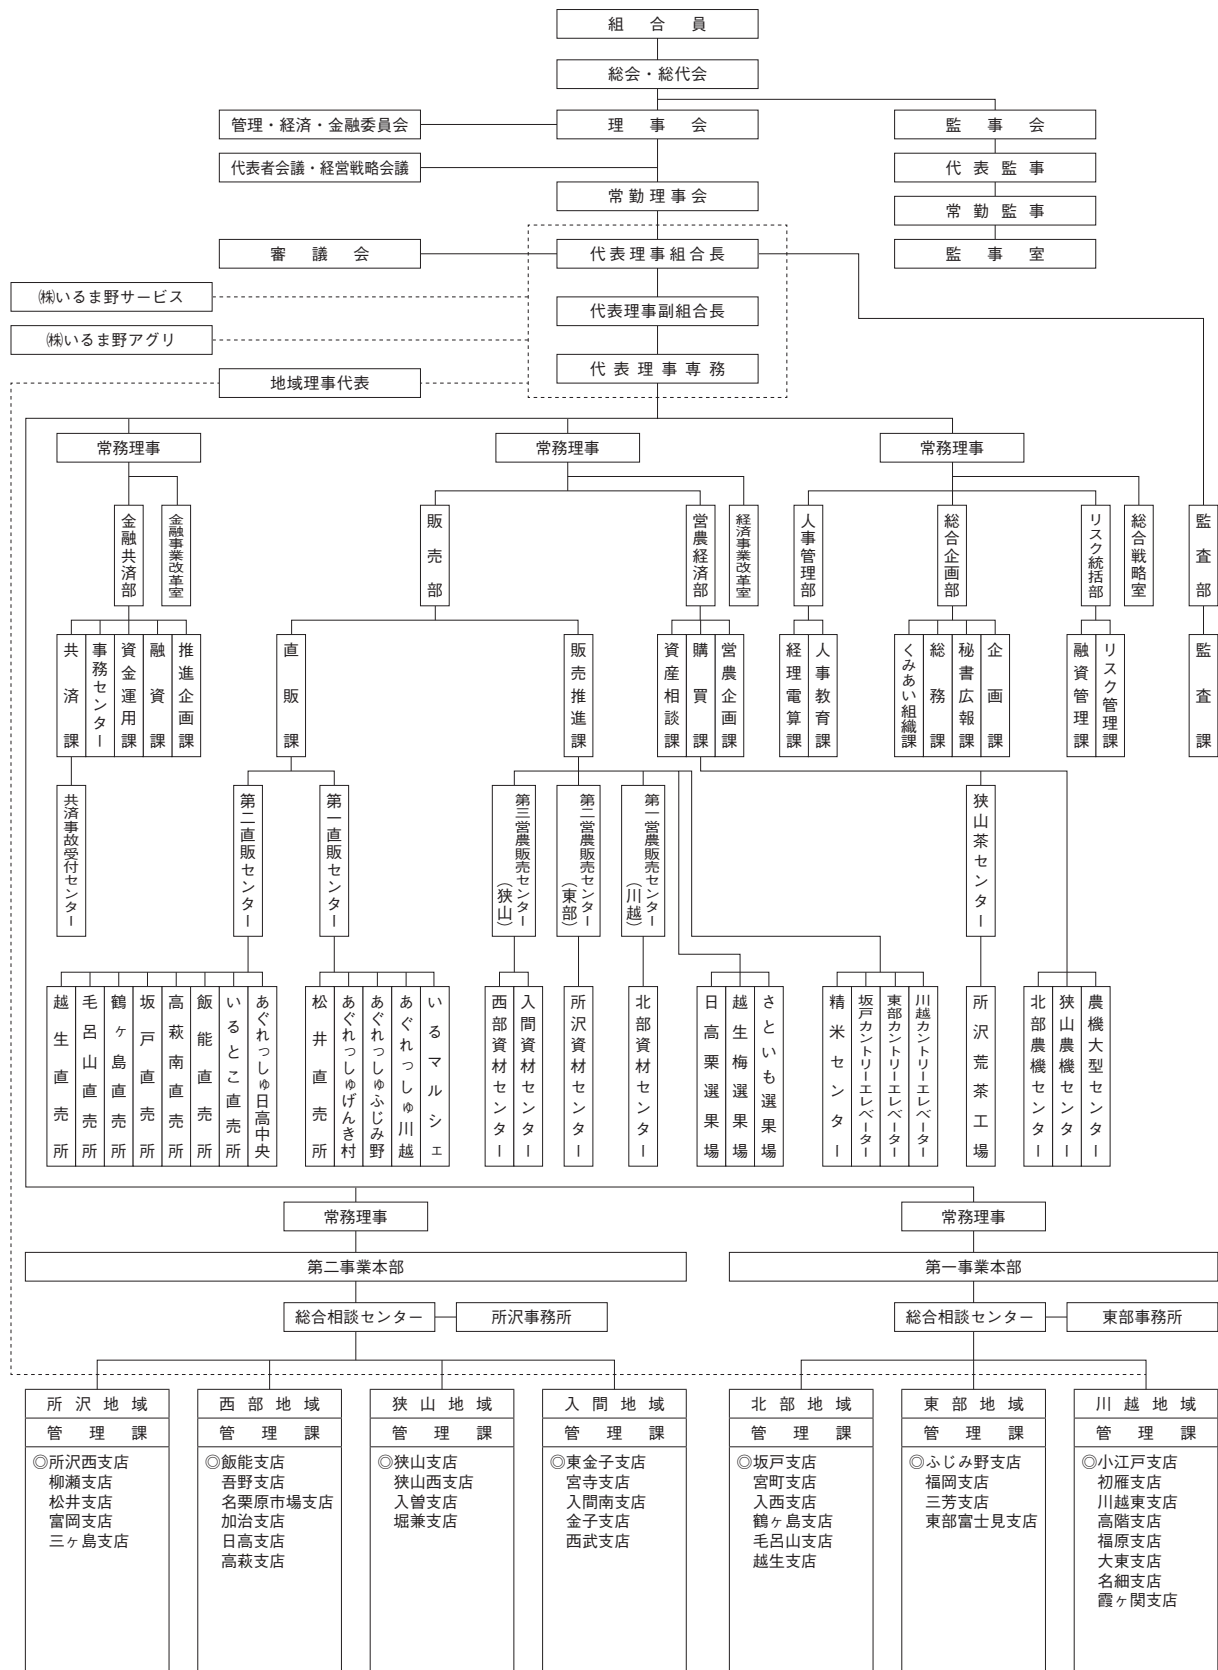 組合員
総会・総代会
管理・経済・金融委員会
理事会
監事会
代表者会議・経営戦略会議
代表監事
常勤理事会
常勤監事
審議会
代表理事組合長
監事室
㈱いるま野サービス
代表理事副組合長
㈱いるま野アグリ
代表理事専務
地域理事代表
常務理事
常務理事
常務理事
金融共済部
金融事業改革室
販売部
営農経済部
経済事業改革室
人事管理部
総合企画部
リスク統括部
総合戦略室
監査部
共済課
事務センター
資金運用課
融資課
推進企画課
直販課
販売推進課
資産相談課
購買課
営農企画課
経理電算課
人事教育課
くみあい組織課
総務課
秘書広報課
企画課
融資管理課
リスク管理課
監査課
共済事故受付センター
第二直販センター
第一直販センター
第三営農販売センター
（狭山）
第二営農販売センター
（東部）
第一営農販売センター
（川越）
狭山茶センター
越生直売所
毛呂山直売所
鶴ヶ島直売所
坂戸直売所
高萩南直売所
飯能直売所
いるとこ直売所
あぐれっしゅ日高中央
松井直売所
あぐれっしゅげんき村
あぐれっしゅふじみ野
あぐれっしゅ川越
いるマルシェ
西部資材センター
入間資材センター
所沢資材センター
北部資材センター
日高栗選果場
越生梅選果場
さといも選果場
精米センター
坂戸カントリーエレベーター
東部カントリーエレベーター
川越カントリーエレベーター
所沢荒茶工場
北部農機センター
狭山農機センター
農機大型センター
常務理事
常務理事
第二事業本部
第一事業本部
総合相談センター
所沢事務所
総合相談センター
東部事務所
所沢地域
管理課
◎所沢西支店
柳瀬支店
松井支店
富岡支店
三ヶ島支店
西部地域
管理課
◎飯能支店
吾野支店
名栗原市場支店
加治支店
日高支店
高萩支店
狭山地域
管理課
◎狭山支店
狭山西支店
入曽支店
堀兼支店
入間地域
管理課
◎東金子支店
宮寺支店
入間南支店
金子支店
西武支店
北部地域
管理課
◎坂戸支店
宮町支店
入西支店
鶴ヶ島支店
毛呂山支店
越生支店
東部地域
管理課
◎ふじみ野支店
福岡支店
三芳支店
東部富士見支店
川越地域
管理課
◎小江戸支店
初雁支店
川越東支店
高階支店
福原支店
大東支店
名細支店
霞ヶ関支店